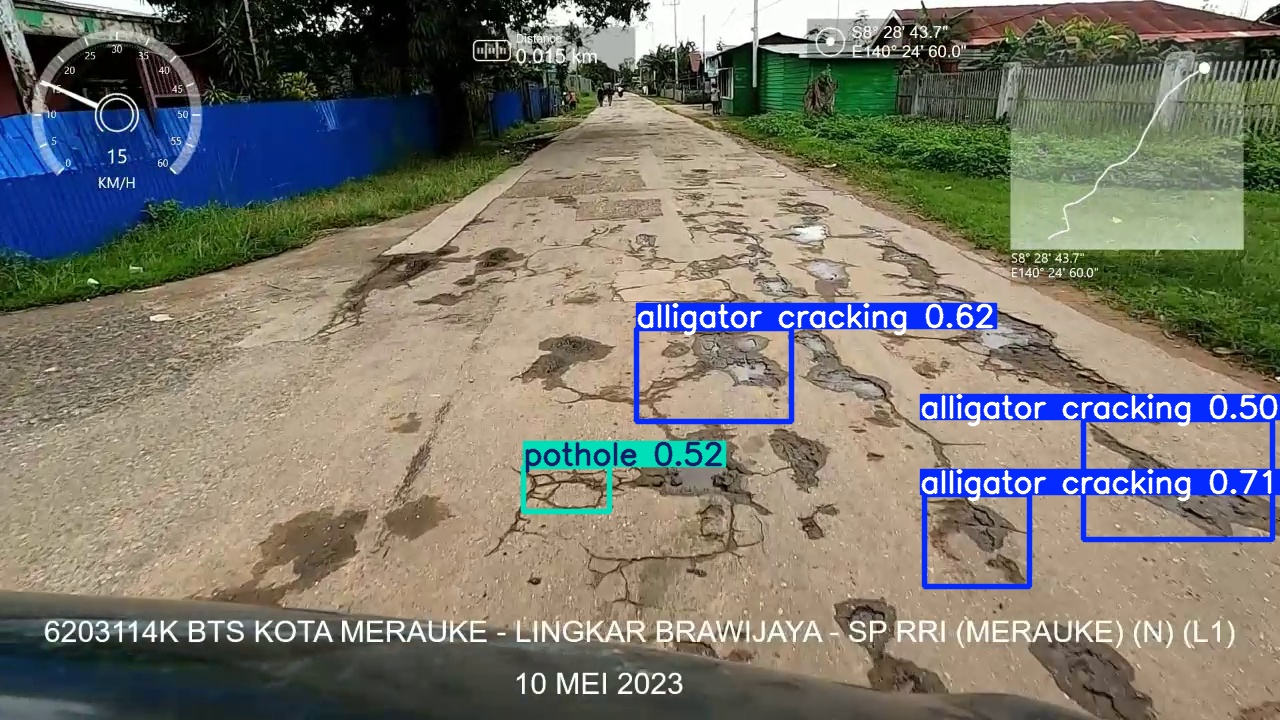 0 5 10 15 20 25 30 35 40 45 50 55 60
15
KM/H
Distance
0.015 km
S8° 28' 43.7"
E140° 24' 60.0"
S8° 28' 43.7"
E140° 24' 60.0"
alligator cracking 0.62
alligator cracking 0.50
pothole 0.52
alligator cracking 0.71
6203114K BTS KOTA MERAUKE - LINGKAR BRAWIJAYA - SP RRI (MERAUKE) (N) (L1)
10 MEI 2023